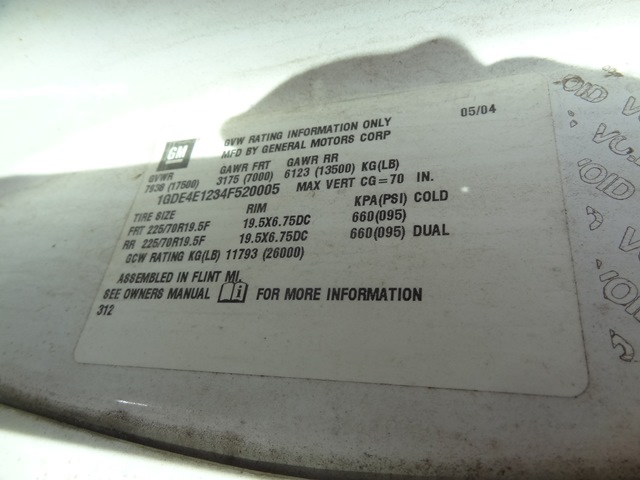 05/04
GM
GVW RATING INFORMATION ONLY
MFD BY GENERAL MOTORS CORP
GVWR GAWR FRT GAWR RR
7938 (17500) 3175 (7000) 6123 (13500) KG(LB)
1GDE4E1234F520005 MAX VERT CG=70 IN.
TIRE SIZE RIM KPA(PSI) COLD
FRT 225/70R19.5F 19.5X6.75DC 660(095)
RR 225/70R19.5F 19.5X6.75DC 660(095) DUAL
GCW RATING KG(LB) 11793 (26000)
ASSEMBLED IN FLINT MI.
SEE OWNERS MANUAL i FOR MORE INFORMATION
312
OID
VOID